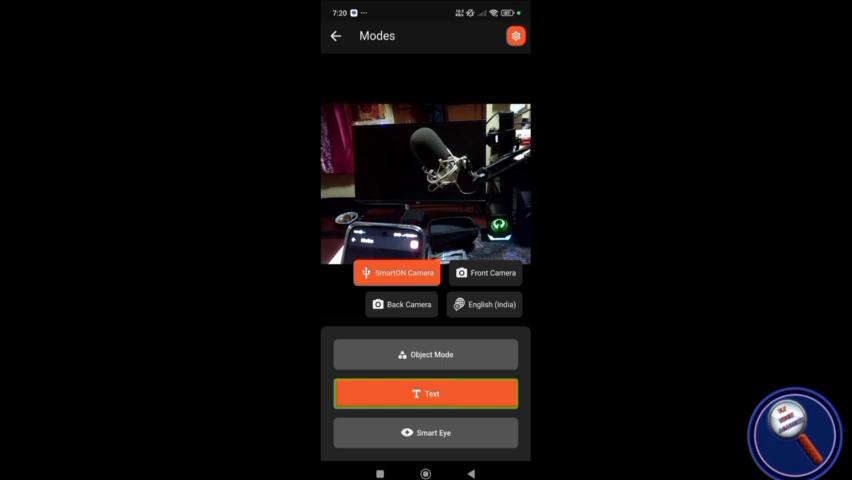 7:20
Modes
SmartON Camera
Front Camera
Back Camera
English (India)
Object Mode
Text
Smart Eye